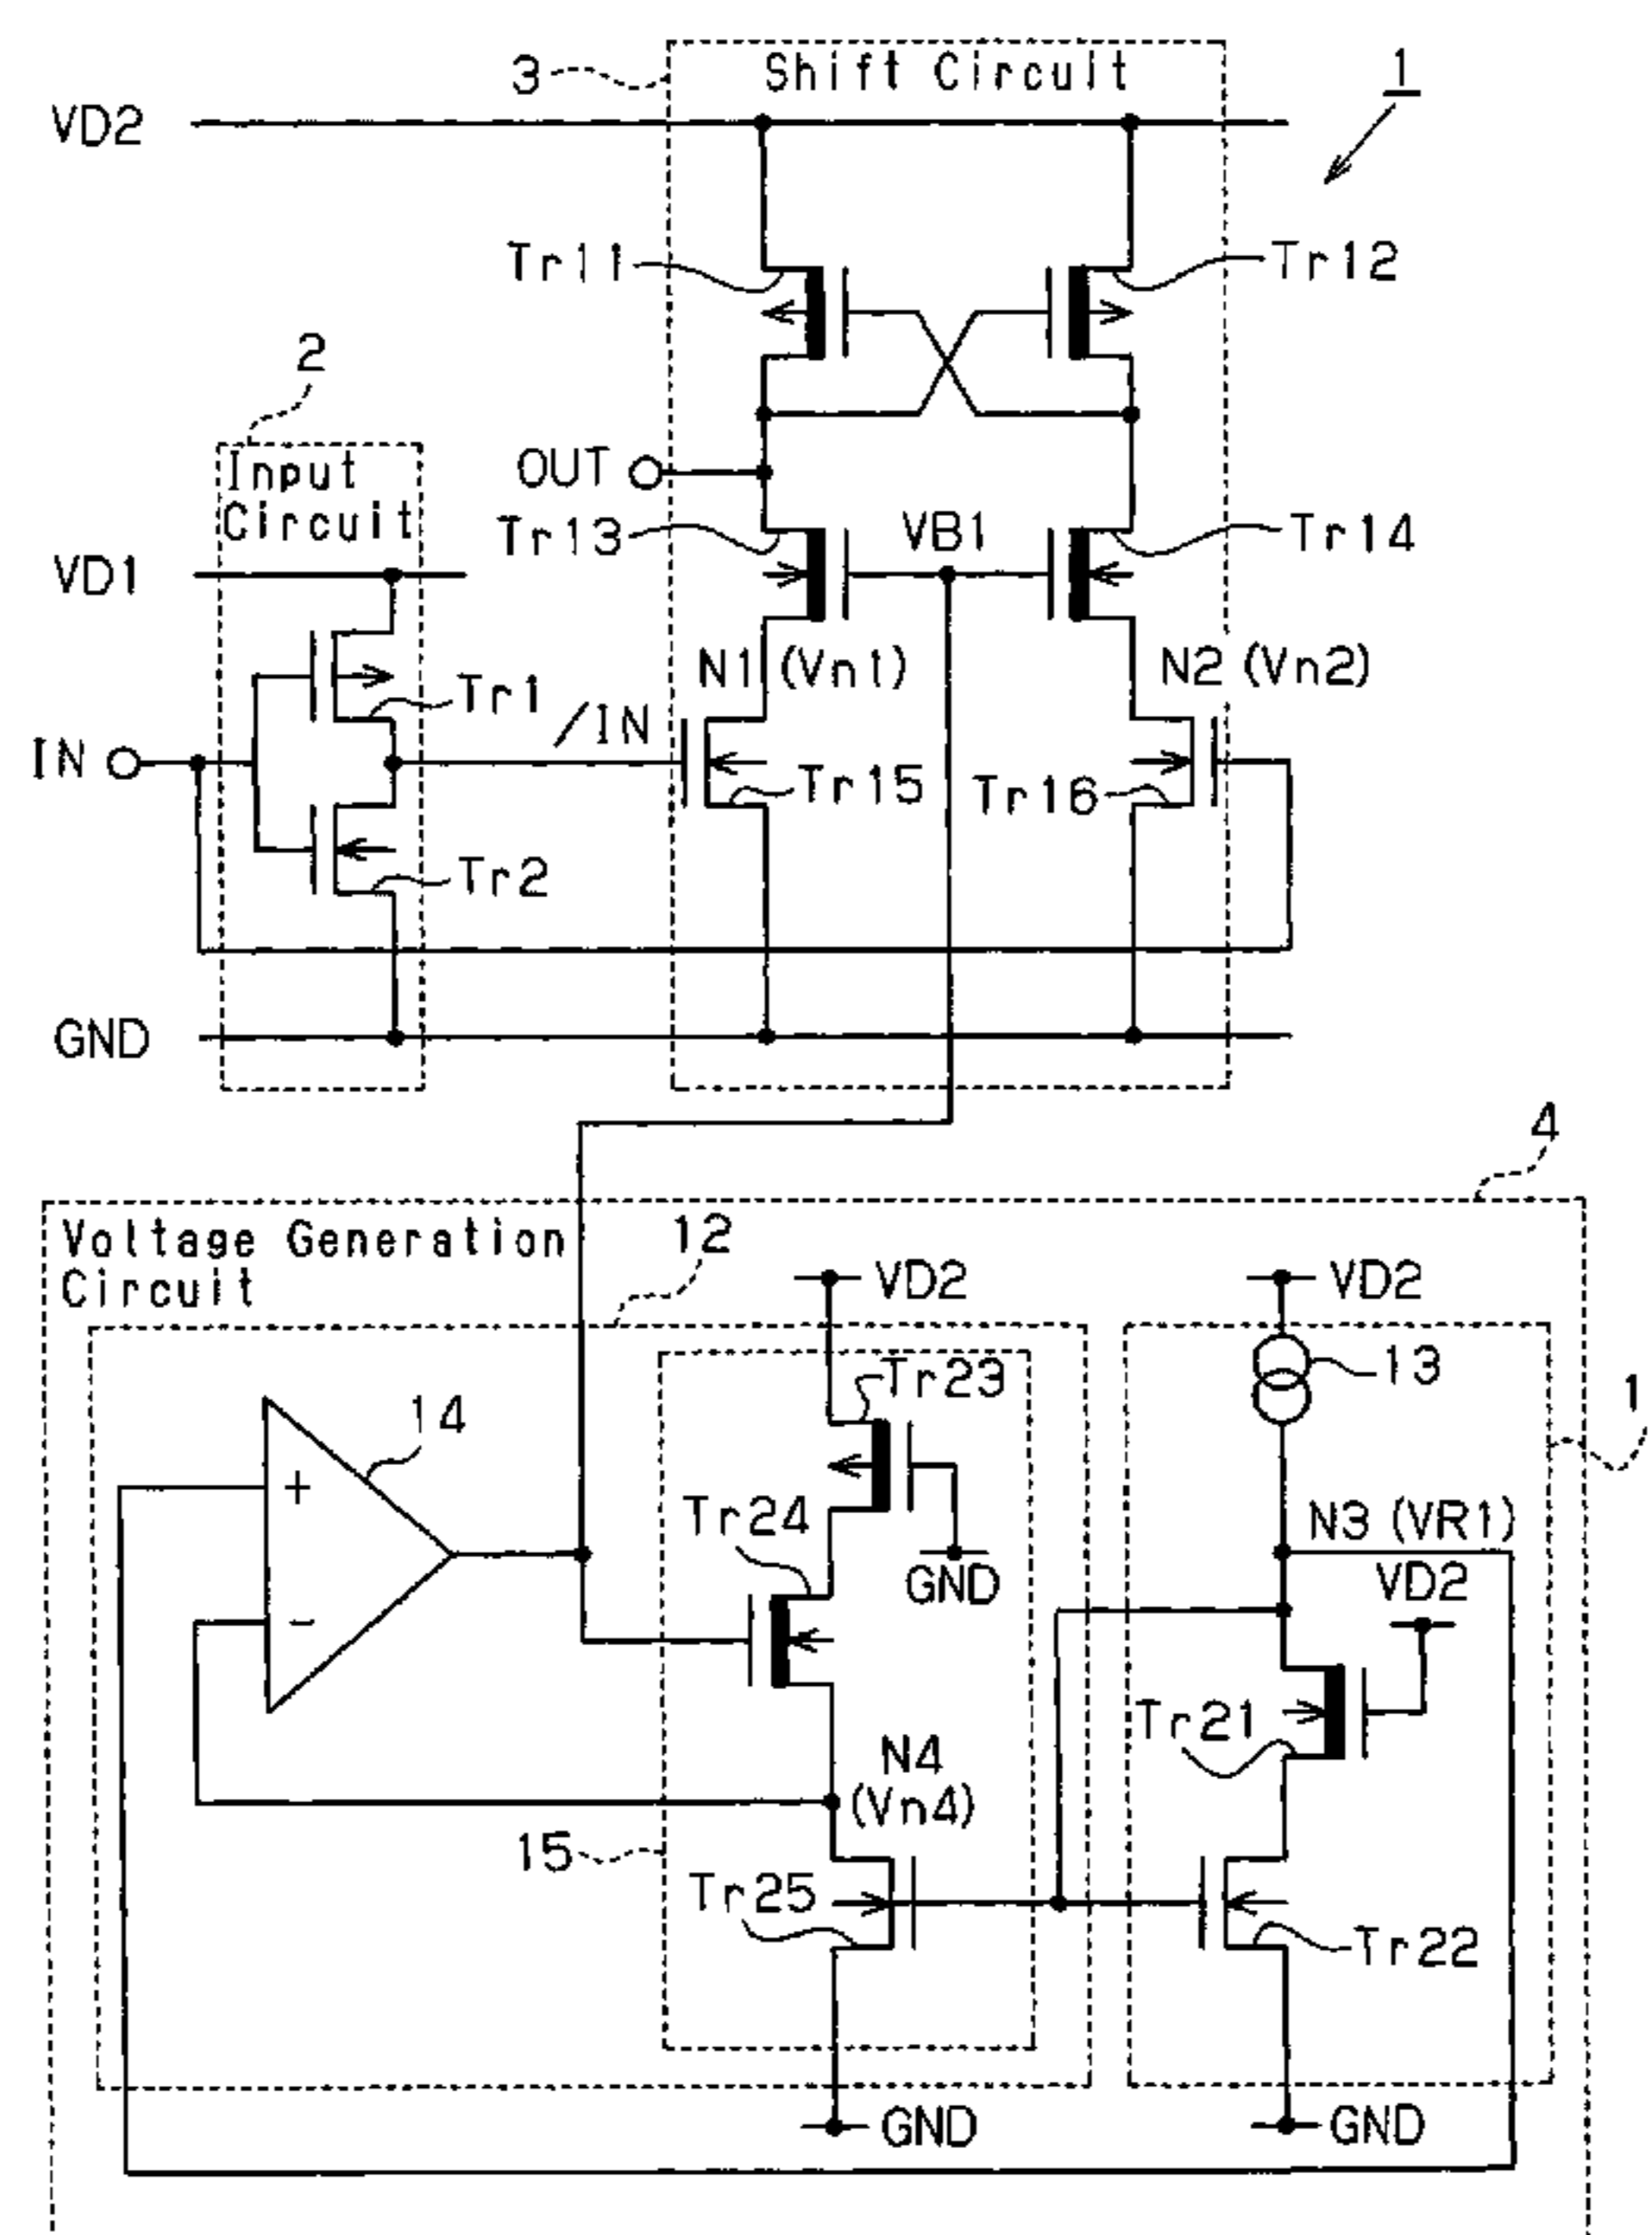 3
Shift Circuit
1
VD2
Tr11
Tr12
2
Input
Circuit
OUT
Tr13
VB1
Tr14
VD1
N1 (Vn1)
N2 (Vn2)
Tr1
/IN
IN
Tr15
Tr16
Tr2
GND
4
Voltage Generation
Circuit
12
VD2
VD2
Tr23
13
14
1
Tr24
N3 (VR1)
+
GND
VD2
-
Tr21
N4
(Vn4)
15
Tr25
Tr22
GND
GND